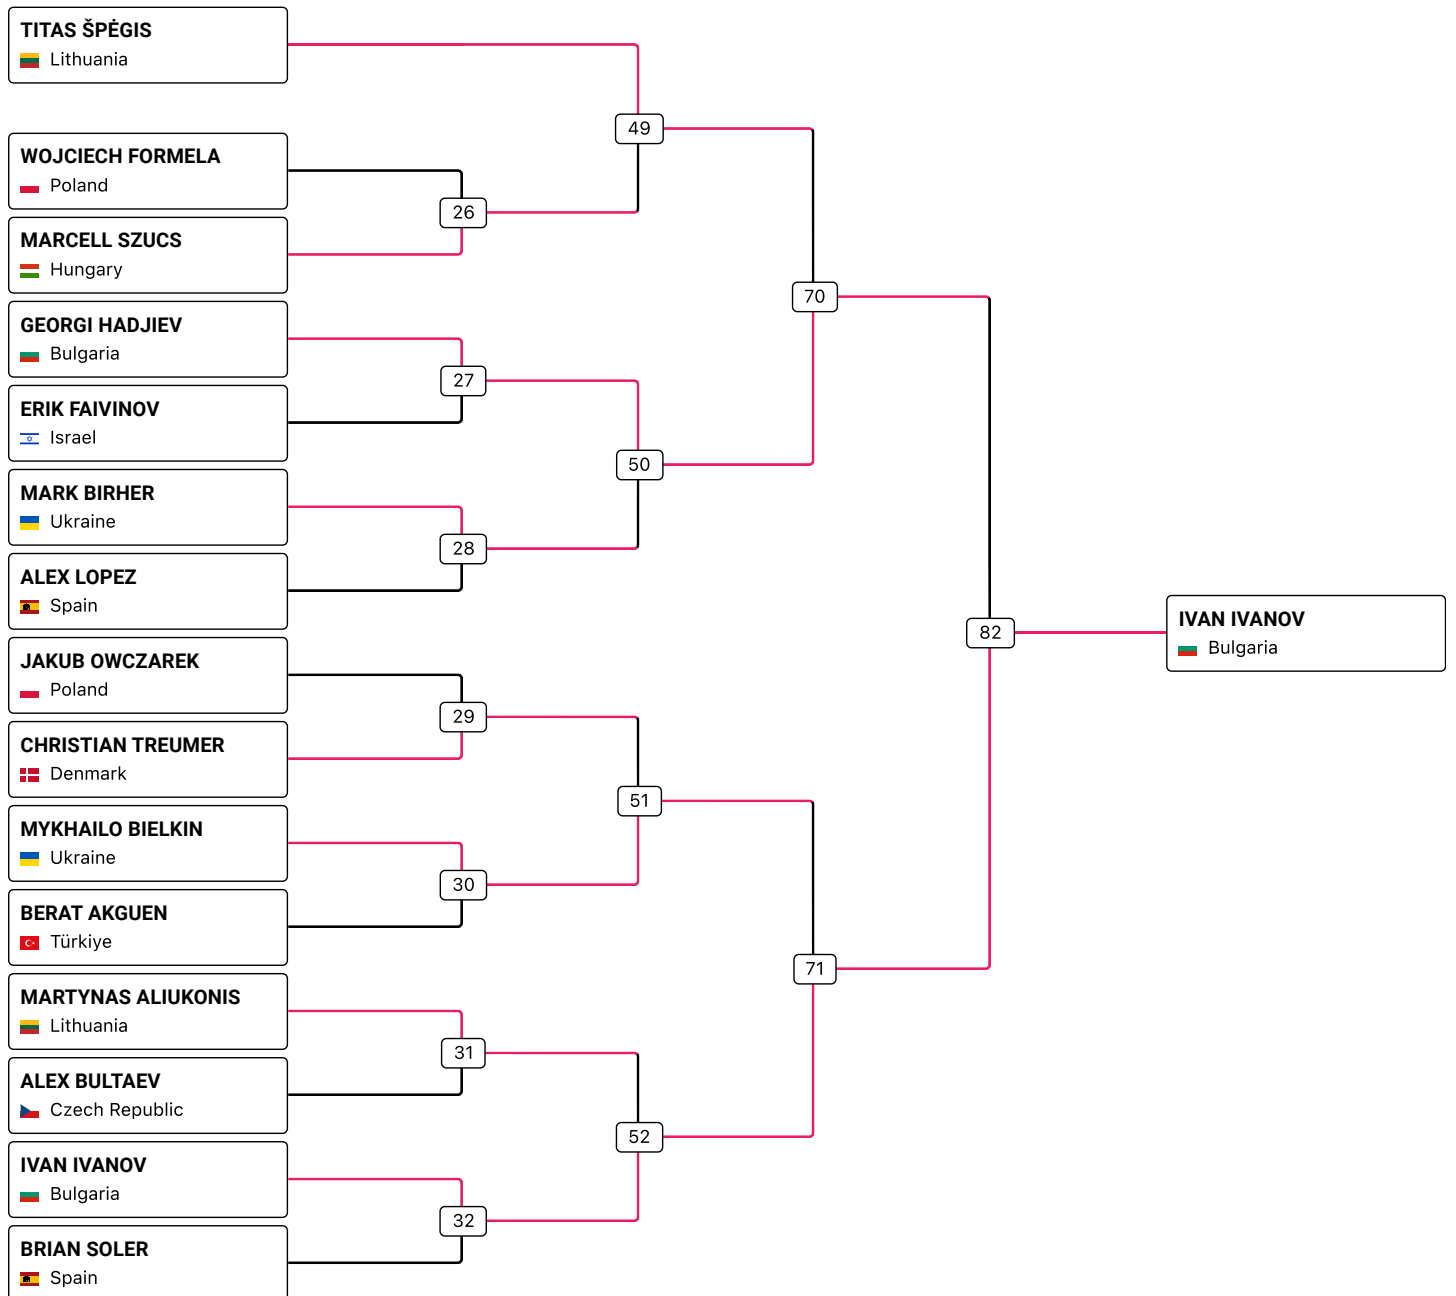 TITAS ŠPĖGIS
Lithuania
49
WOJCIECH FORMELA
Poland
26
MARCELL SZUCS
Hungary
70
GEORGI HADJIEV
Bulgaria
27
ERIK FAIVINOV
Israel
50
MARK BIRHER
Ukraine
28
ALEX LOPEZ
Spain
82
IVAN IVANOV
Bulgaria
JAKUB OWCZAREK
Poland
29
CHRISTIAN TREUMER
Denmark
51
MYKHAILO BIELKIN
Ukraine
30
BERAT AKGUEN
Türkiye
71
MARTYNAS ALIUKONIS
Lithuania
31
ALEX BULTAEV
Czech Republic
52
IVAN IVANOV
Bulgaria
32
BRIAN SOLER
Spain